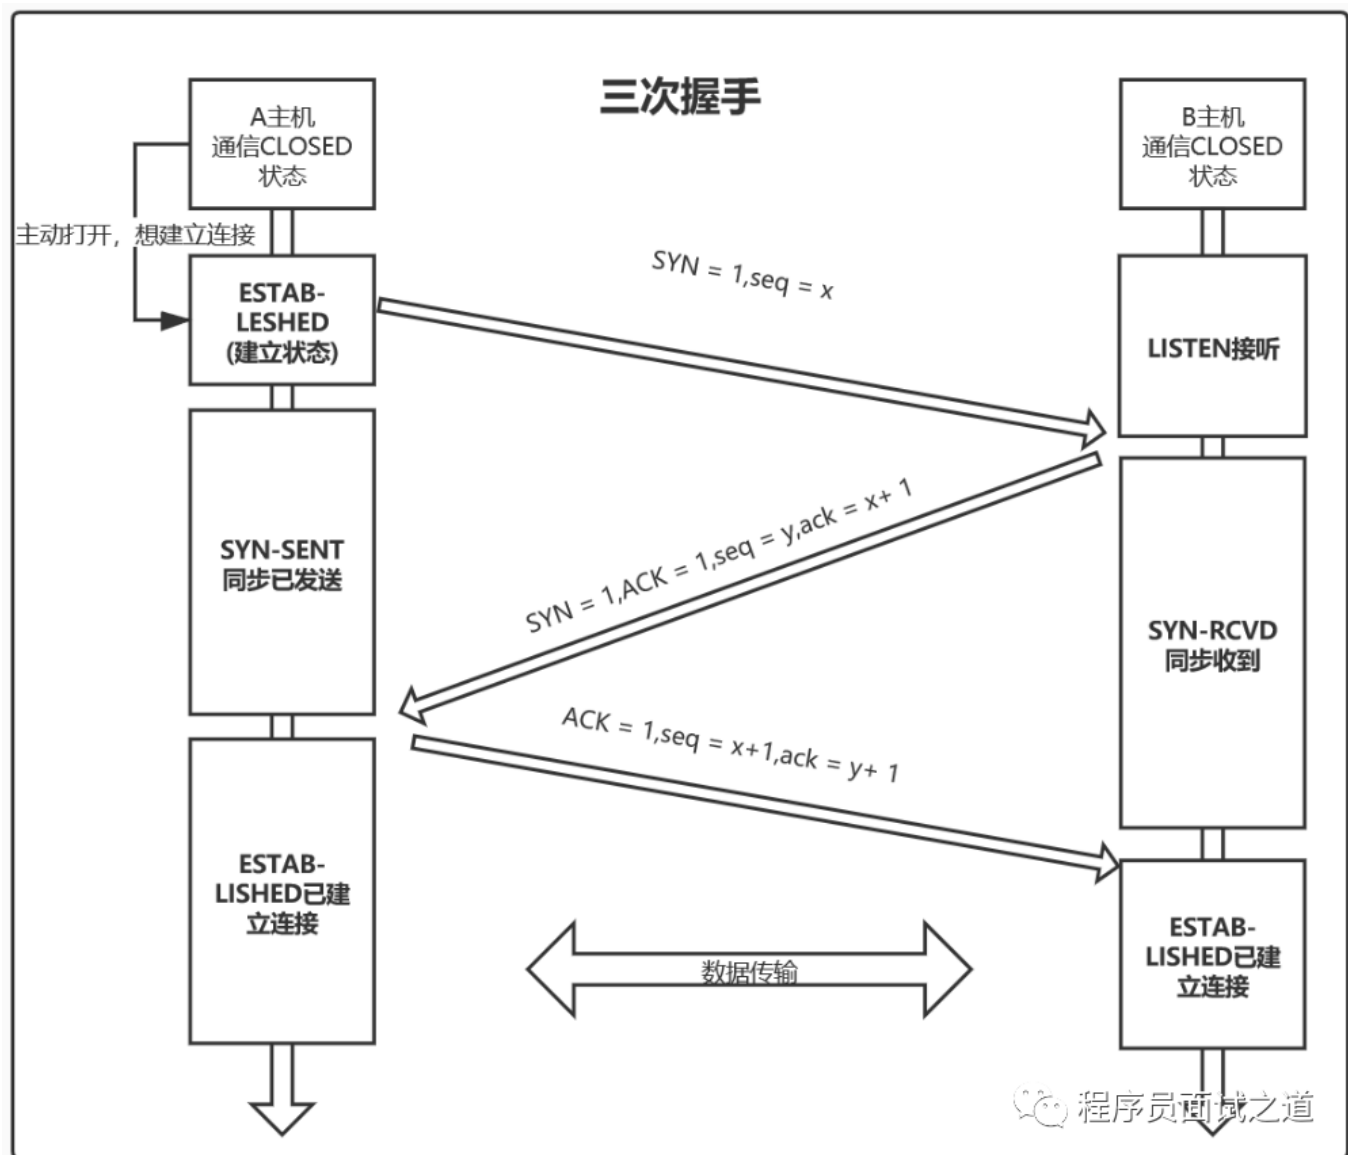 三次握手
A主机
通信CLOSED
状态
B主机
通信CLOSED
状态
主动打开，想建立连接
ESTAB-
LESHED
(建立状态)
SYN = 1,seq = x
LISTEN接听
SYN = 1,ACK = 1,seq = y,ack = x+ 1
SYN-SENT
同步已发送
SYN-RCVD
同步收到
ACK = 1,seq = x+1,ack = y+ 1
ESTAB-
LISHED已建
立连接
数据传输
ESTAB-
LISHED已建
立连接
程序员面试之道